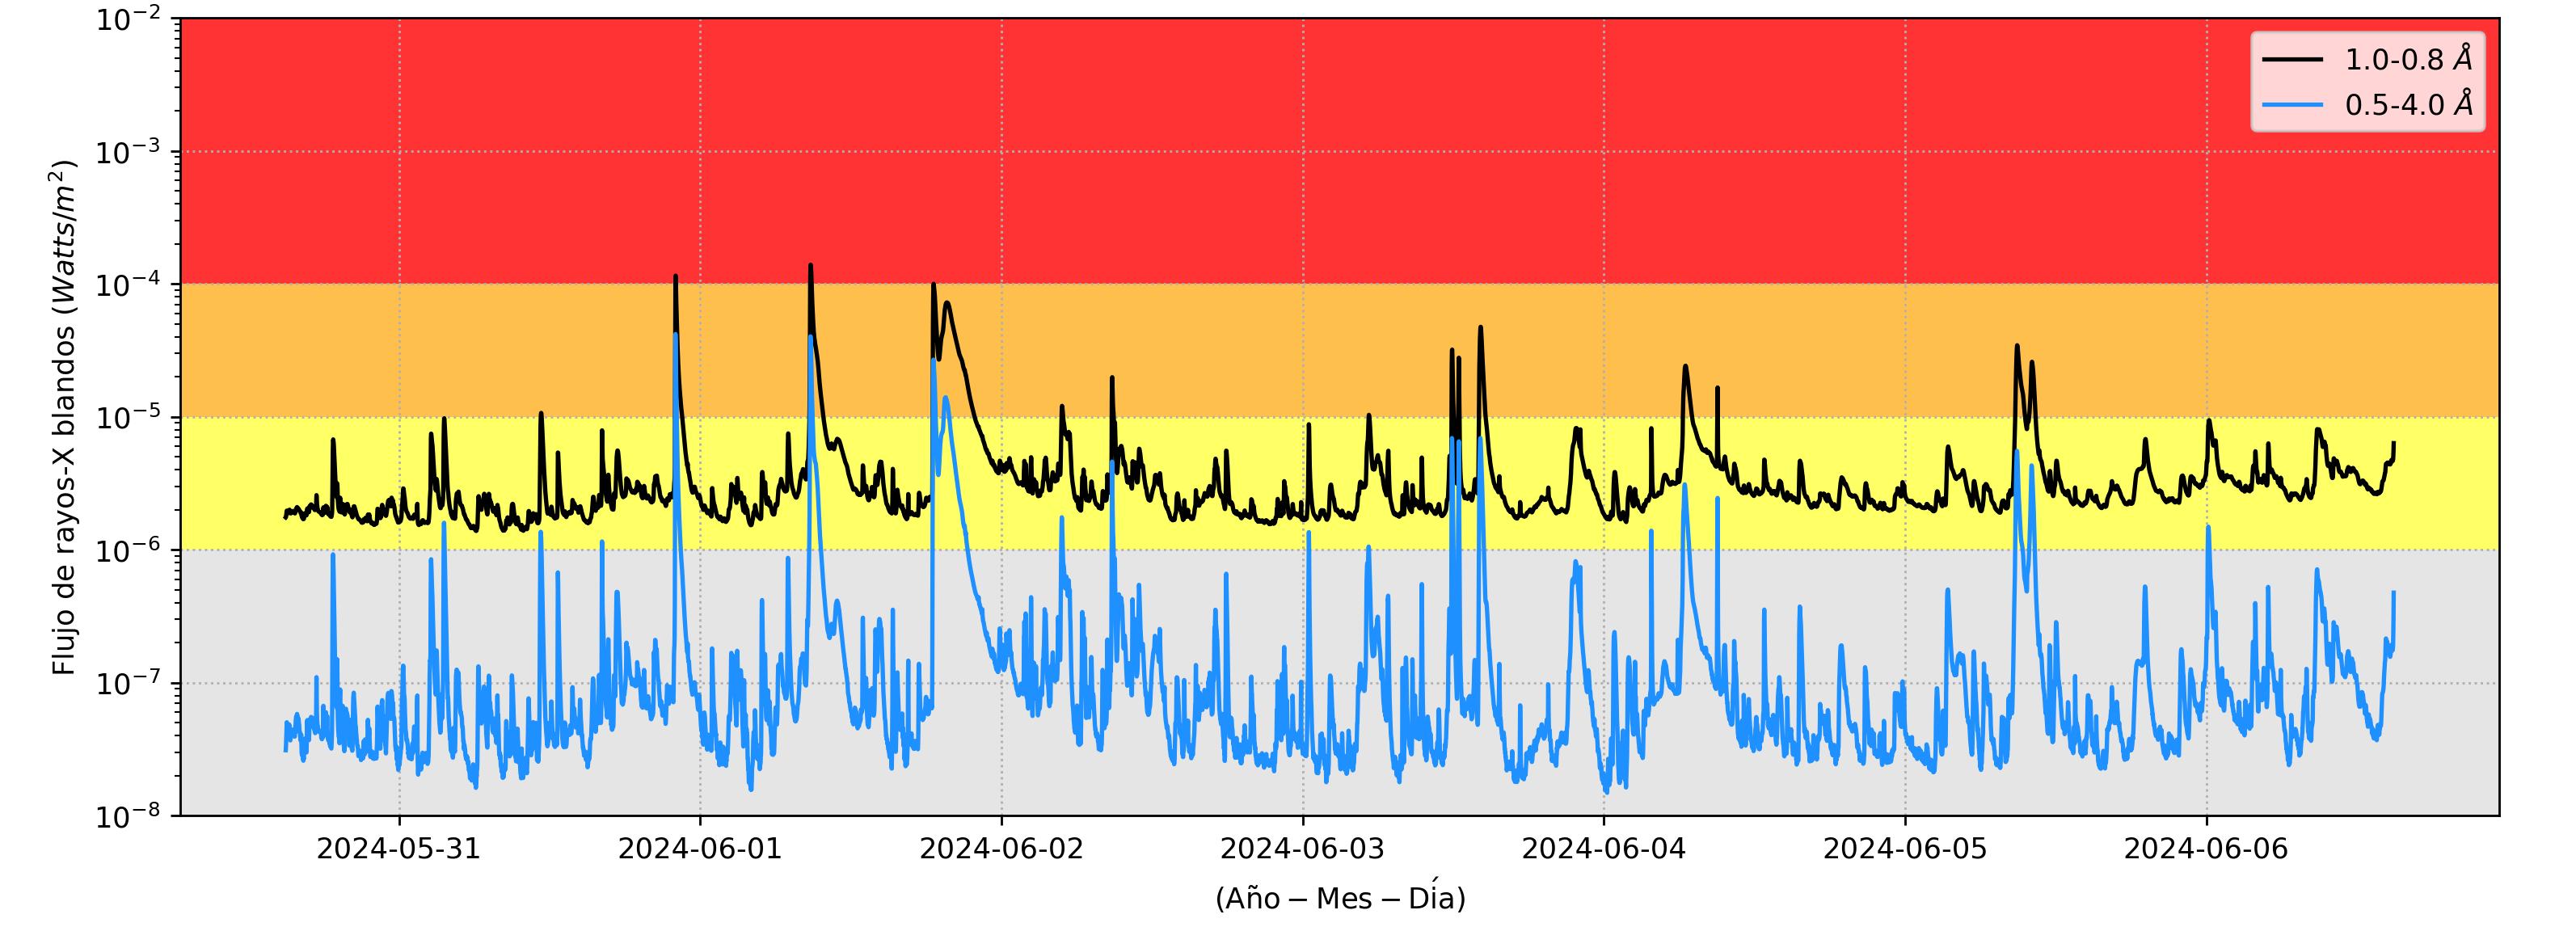 Flujo de rayos-X blandos (Watts/m²)
10⁻²
10⁻³
10⁻⁴
10⁻⁵
10⁻⁶
10⁻⁷
10⁻⁸
1.0-0.8 Å
0.5-4.0 Å
2024-05-31 2024-06-01 2024-06-02 2024-06-03 2024-06-04 2024-06-05 2024-06-06
(Año − Mes − Día)